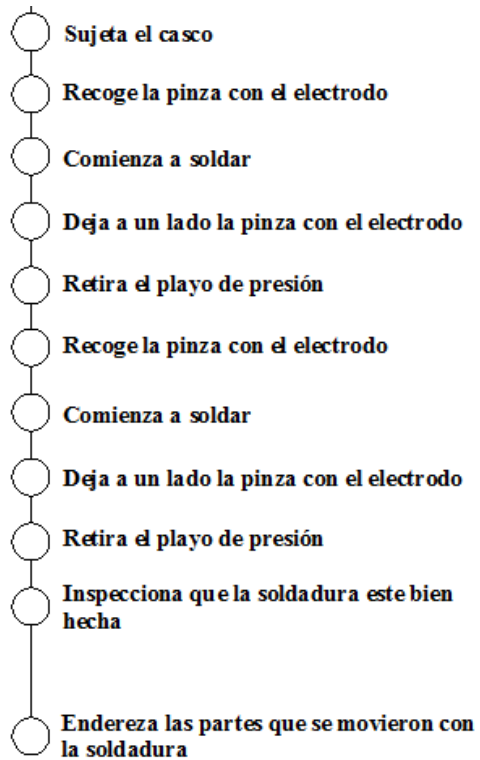 Sujeta el casco
Recoge la pinza con el electrodo
Comienza a soldar
Deja a un lado la pinza con el electrodo
Retira el playo de presión
Recoge la pinza con el electrodo
Comienza a soldar
Deja a un lado la pinza con el electrodo
Retira el playo de presión
Inspecciona que la soldadura este bien
hecha
Endereza las partes que se movieron con
la soldadura